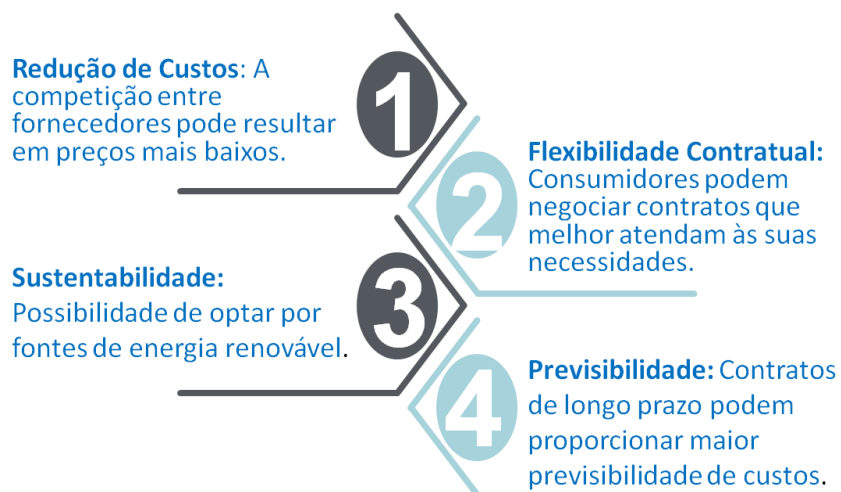 1
Redução de Custos: A
competição entre
fornecedores pode resultar
em preços mais baixos.
2
Flexibilidade Contratual:
Consumidores podem
negociar contratos que
melhor atendam às suas
necessidades.
3
Sustentabilidade:
Possibilidade de optar por
fontes de energia renovável.
4
Previsibilidade: Contratos
de longo prazo podem
proporcionar maior
previsibilidade de custos.